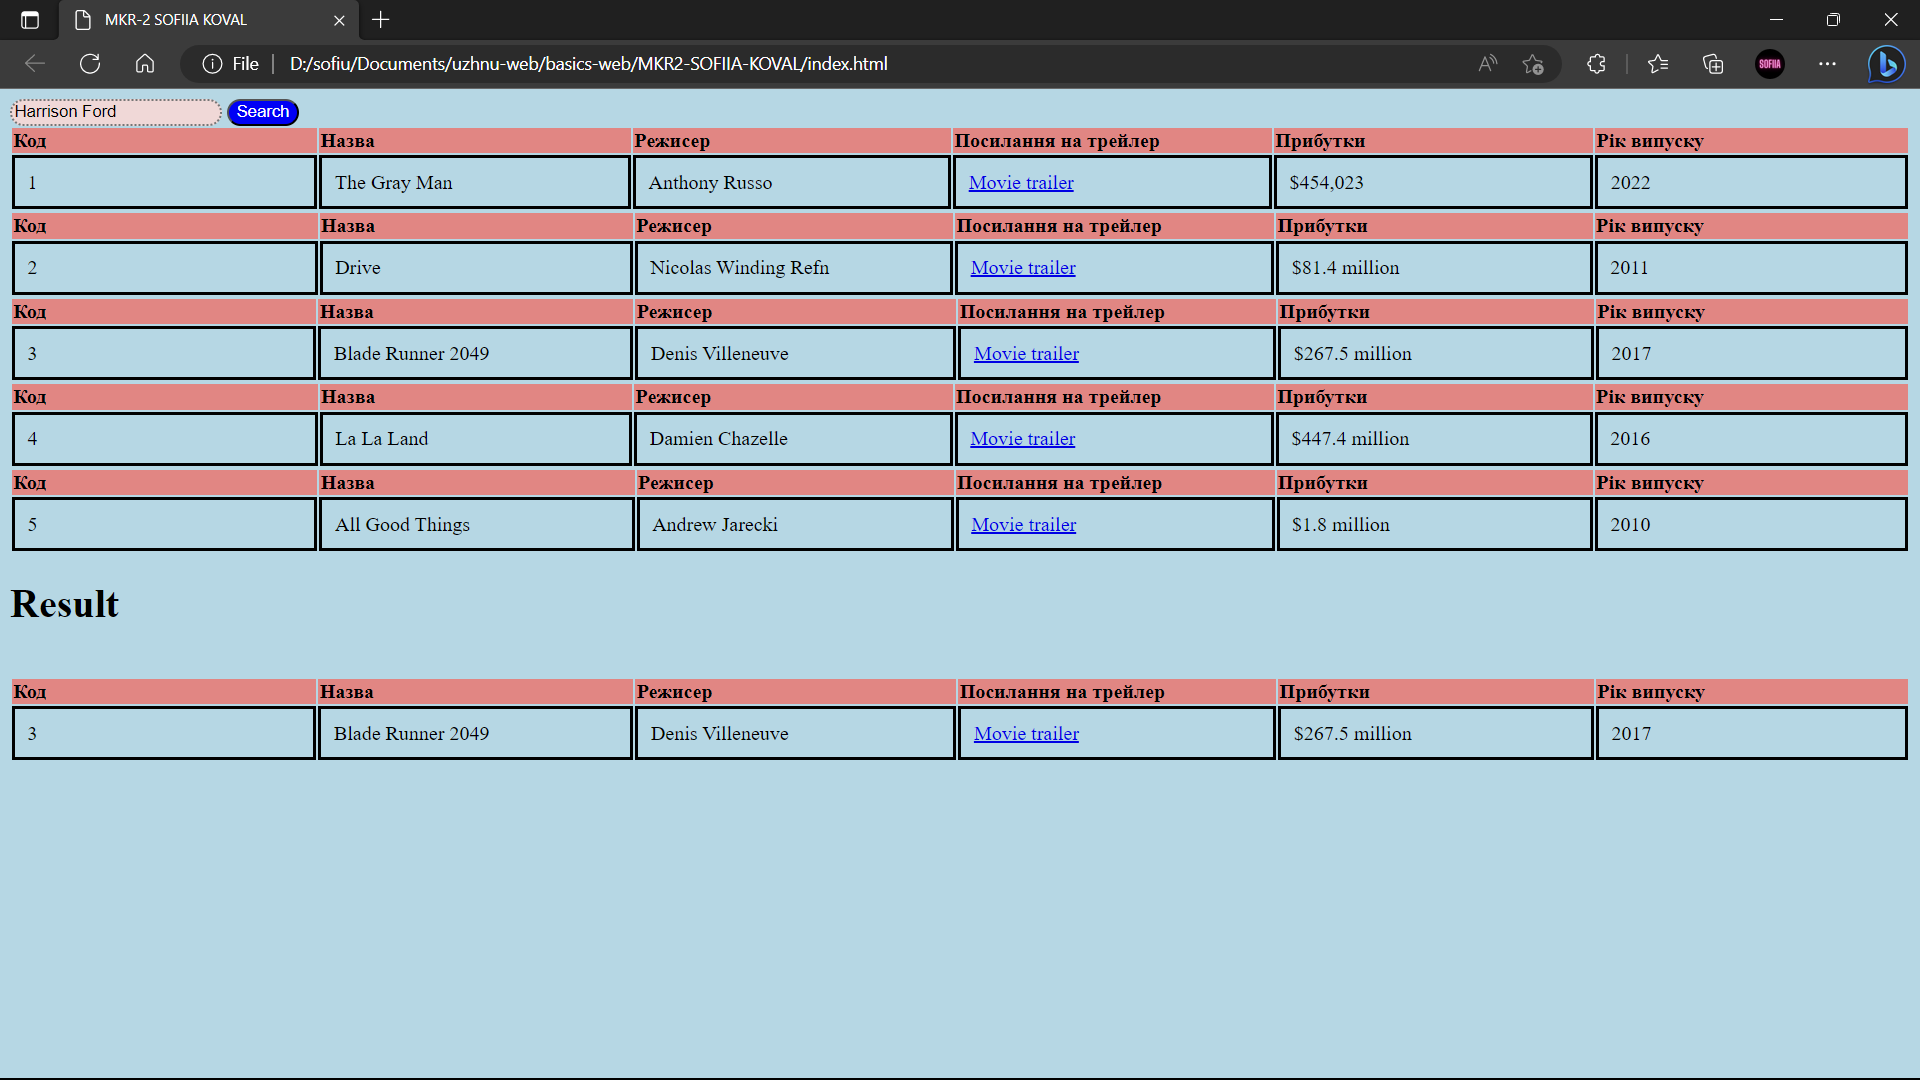 MKR-2 SOFIIA KOVAL
File D:/sofiu/Documents/uzhnu-web/basics-web/MKR2-SOFIIA-KOVAL/index.html SOFIIA
Harrison Ford Search
Код Назва Режисер Посилання на трейлер Прибутки Рік випуску
1 The Gray Man Anthony Russo Movie trailer $454,023 2022
Код Назва Режисер Посилання на трейлер Прибутки Рік випуску
2 Drive Nicolas Winding Refn Movie trailer $81.4 million 2011
Код Назва Режисер Посилання на трейлер Прибутки Рік випуску
3 Blade Runner 2049 Denis Villeneuve Movie trailer $267.5 million 2017
Код Назва Режисер Посилання на трейлер Прибутки Рік випуску
4 La La Land Damien Chazelle Movie trailer $447.4 million 2016
Код Назва Режисер Посилання на трейлер Прибутки Рік випуску
5 All Good Things Andrew Jarecki Movie trailer $1.8 million 2010
Result
Код Назва Режисер Посилання на трейлер Прибутки Рік випуску
3 Blade Runner 2049 Denis Villeneuve Movie trailer $267.5 million 2017